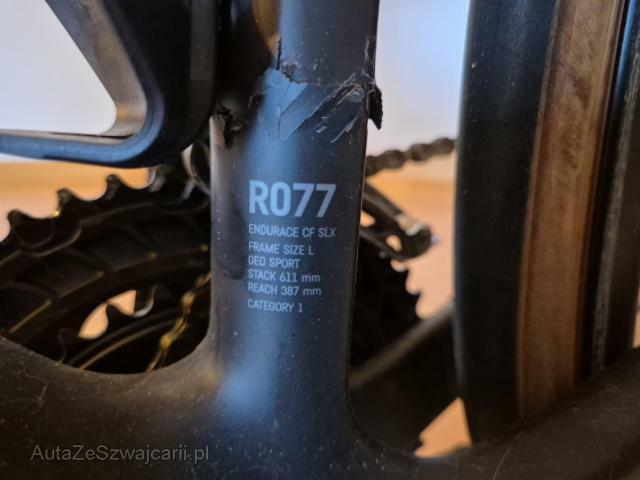 R077
ENDURACE CF SLX
FRAME SIZE L
GEO SPORT
STACK 611 mm
REACH 387 mm
CATEGORY 1
AutaZeSzwajcarii.pl